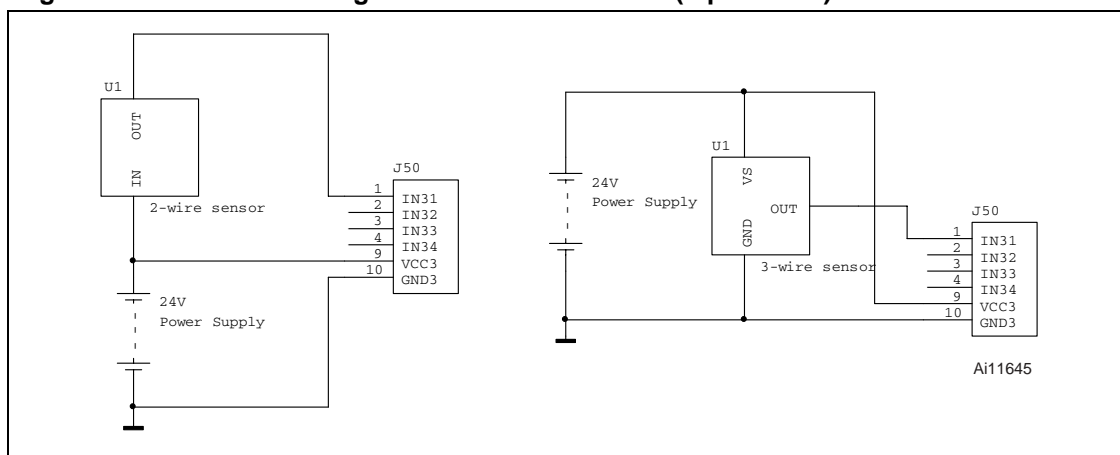 U1
OUT
IN
2-wire sensor
24V
Power Supply
J50
1 IN31
2 IN32
3 IN33
4 IN34
9 VCC3
10 GND3
24V
Power Supply
U1
VS
OUT
GND
3-wire sensor
J50
1 IN31
2 IN32
3 IN33
4 IN34
9 VCC3
10 GND3
Ai11645